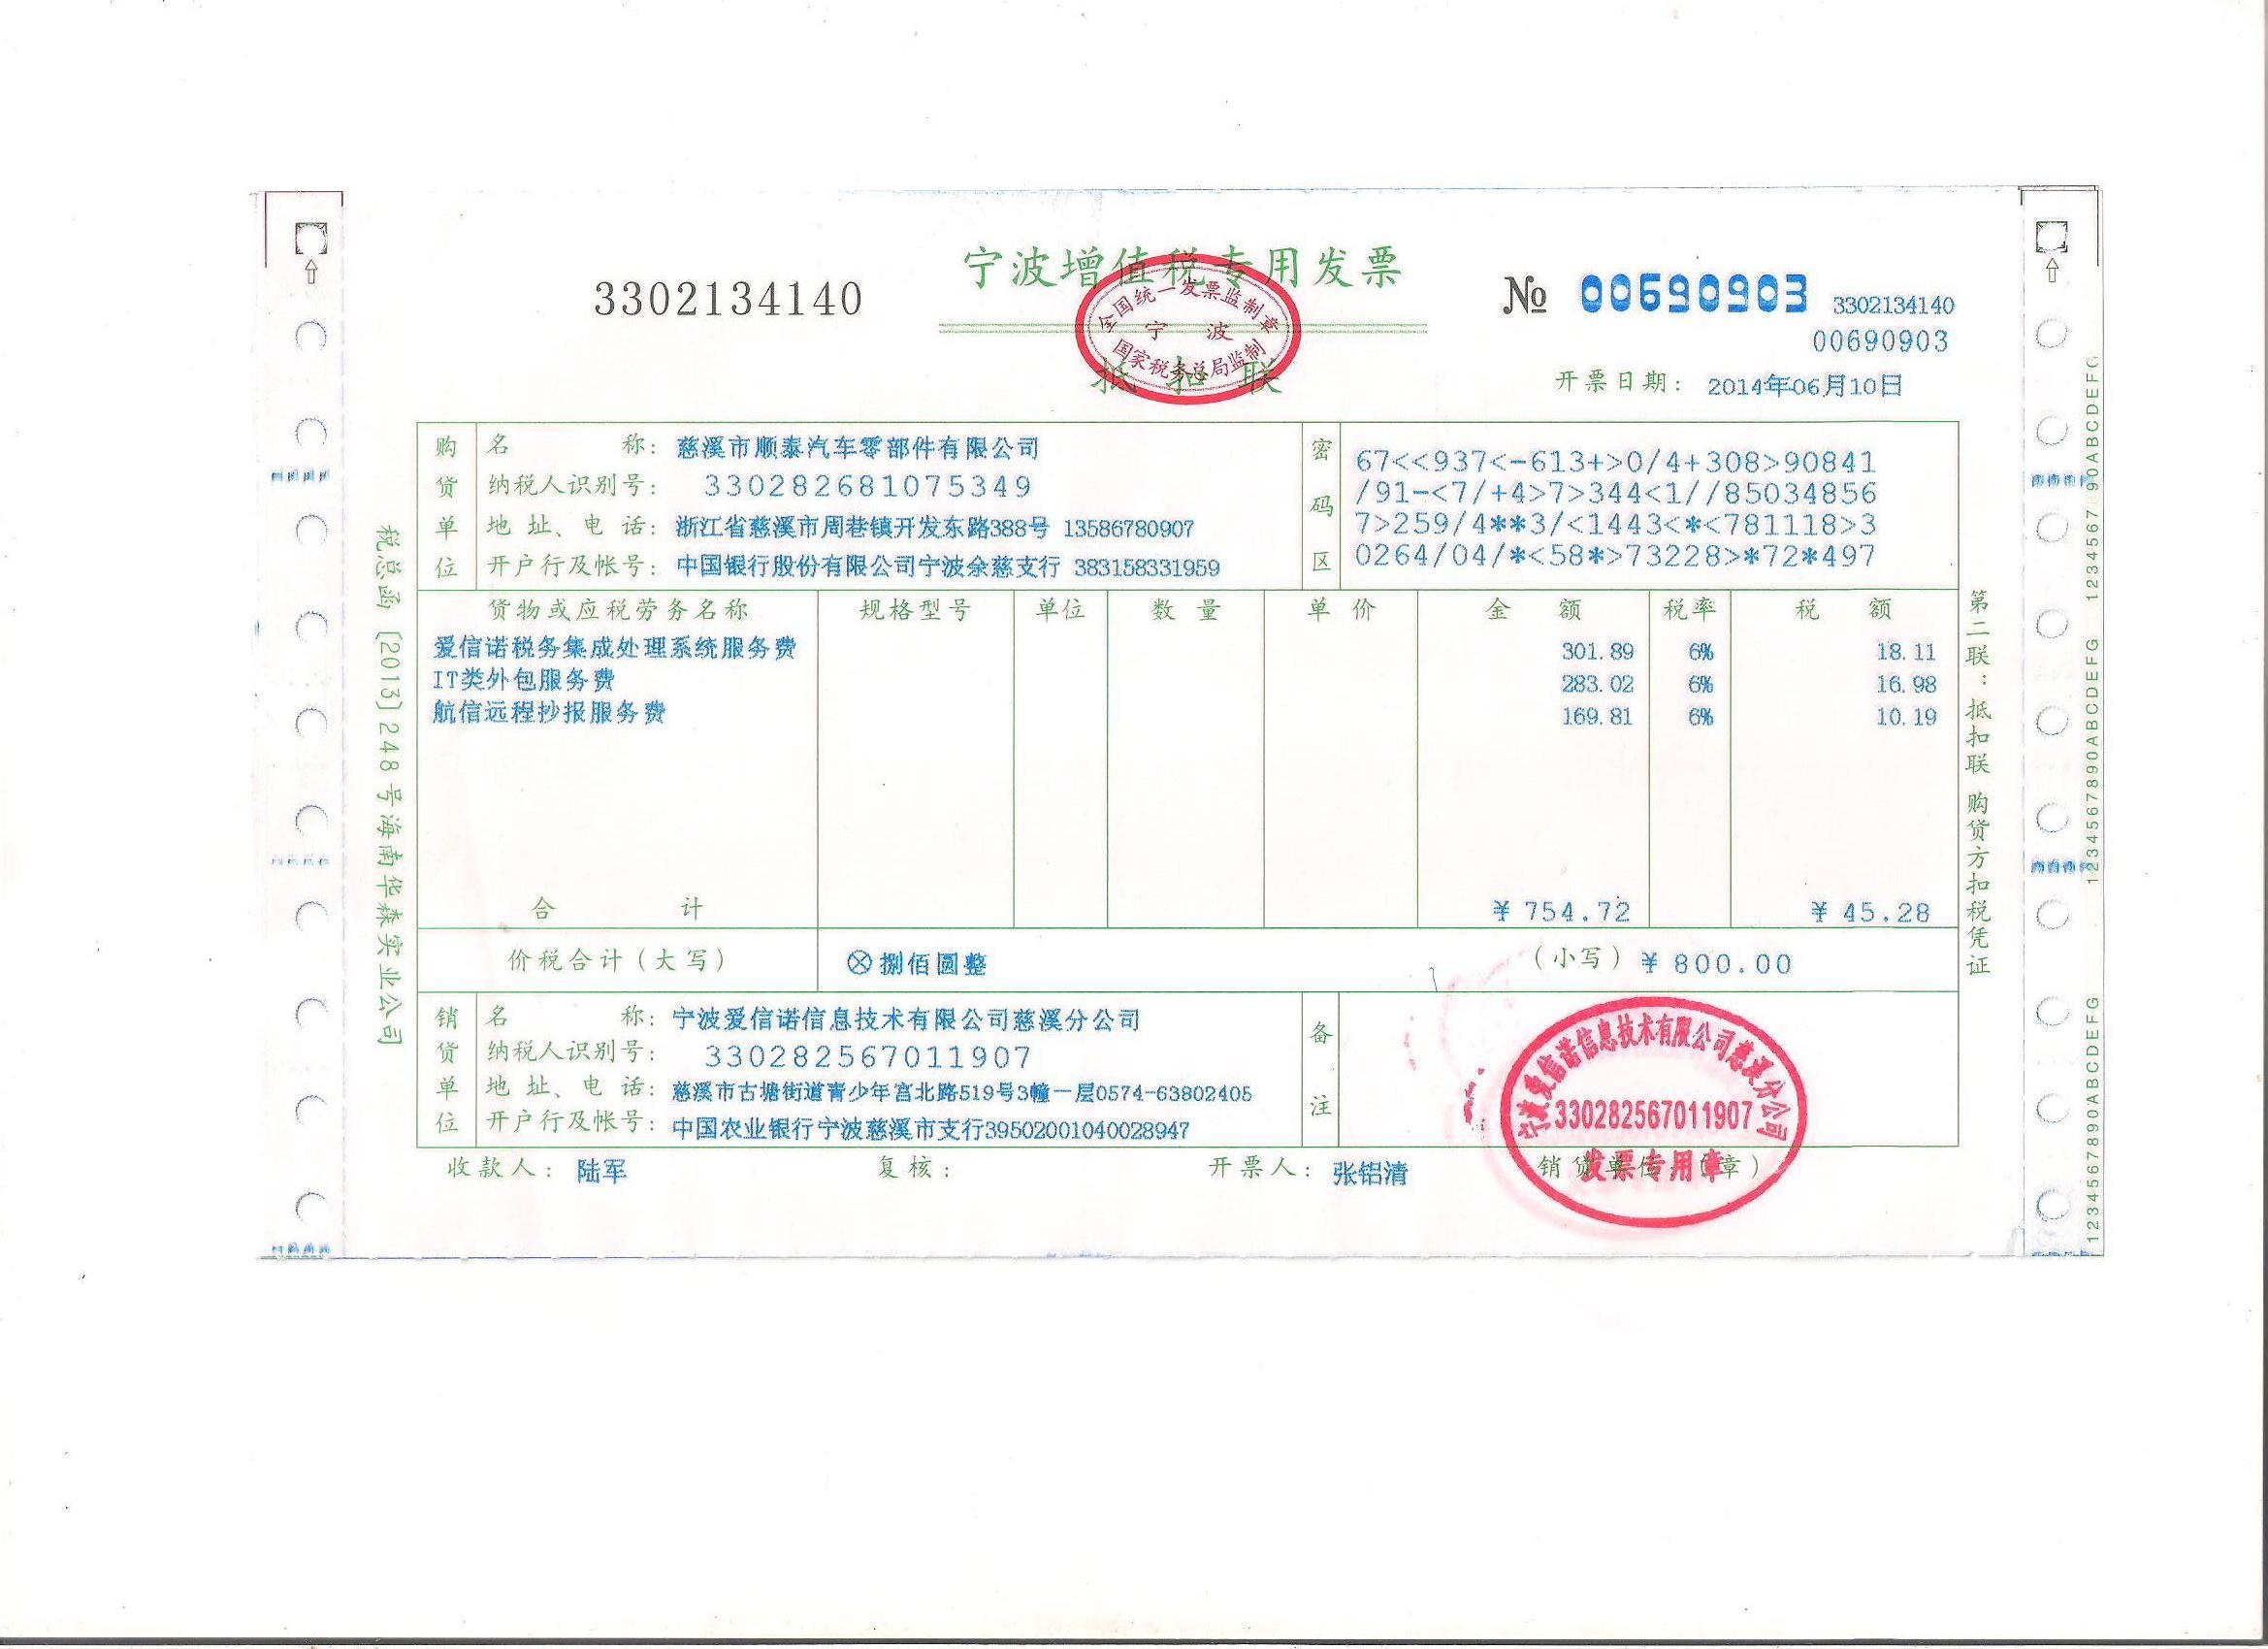 宁波增值税专用发票
3302134140
全国统一发票监制章
宁 波
国家税务总局监制
№ 00690903 3302134140
00690903
抵扣联
开票日期: 2014年06月10日
购货单位
名 称: 慈溪市顺泰汽车零部件有限公司
纳税人识别号: 330282681075349
地 址、电 话: 浙江省慈溪市周巷镇开发东路388号 13586780907
开户行及帐号: 中国银行股份有限公司宁波余慈支行 383158331959
密码区
67<<937<-613+>0/4+308>90841
/91-<7/+4>7>344<1//85034856
7>259/4**3/<1443<*<781118>3
0264/04/*<58*>73228>*72*497
货物或应税劳务名称 规格型号 单位 数 量 单 价 金 额 税率 税 额
爱信诺税务集成处理系统服务费 301.89 6% 18.11
IT类外包服务费 283.02 6% 16.98
航信远程抄报服务费 169.81 6% 10.19
合 计 ¥ 754.72 ¥ 45.28
价税合计(大写) ⊗捌佰圆整 (小写) ¥ 800.00
销货单位
名 称: 宁波爱信诺信息技术有限公司慈溪分公司
纳税人识别号: 330282567011907
地 址、电 话: 慈溪市古塘街道青少年宫北路519号3幢一层0574-63802405
开户行及帐号: 中国农业银行宁波慈溪市支行39502001040028947
备注
宁波爱信诺信息技术有限公司慈溪分公司
330282567011907
发票专用章
收款人: 陆军 复核: 开票人: 张铝清 销货单位:(章)
税总函〔2013〕248号海南华森实业公司
第二联:抵扣联 购货方扣税凭证
1234567 90ABCDEFG
1234567890ABCDEFG
1234567890ABCDEFG